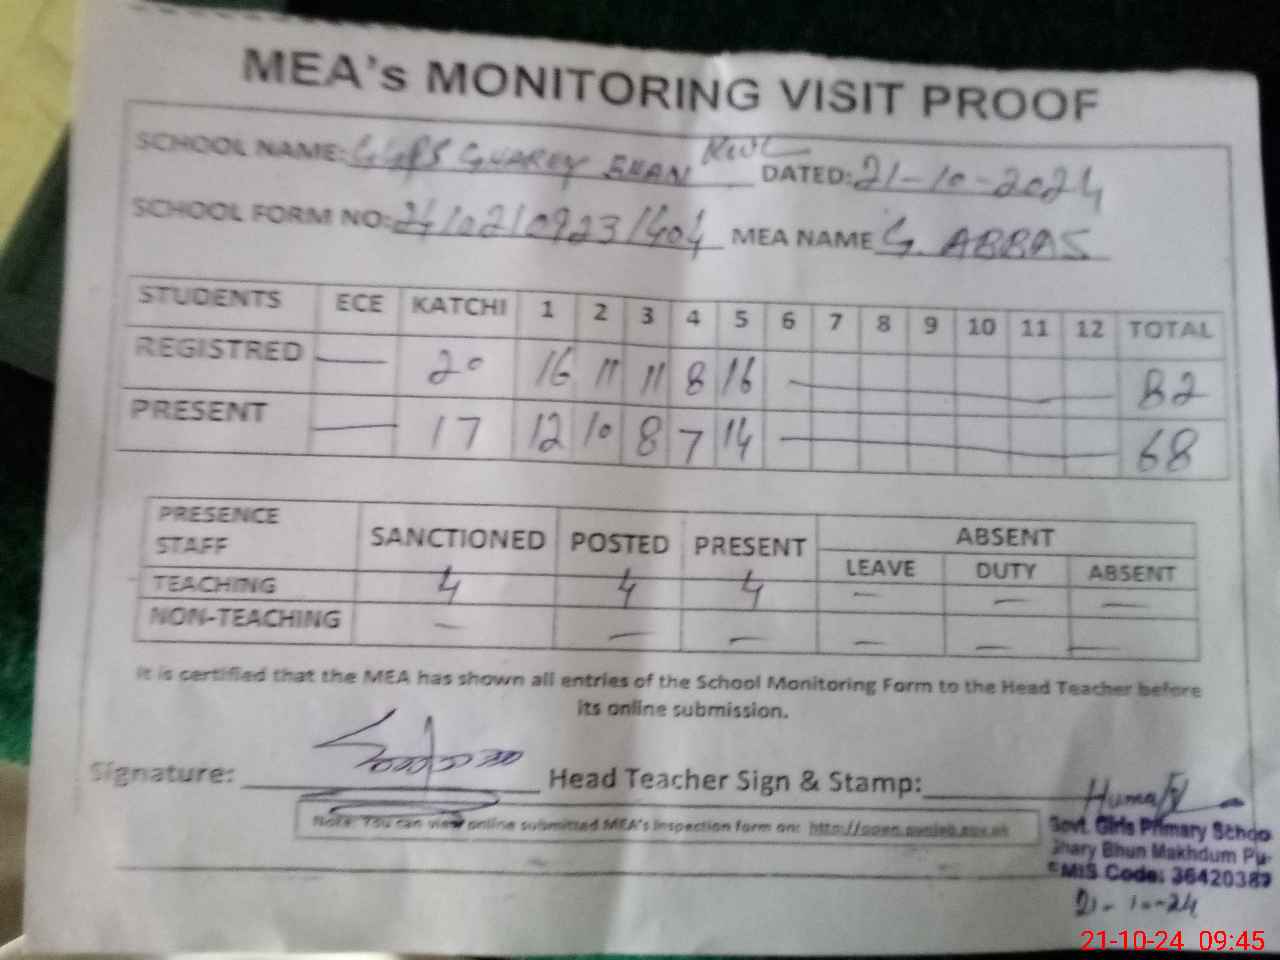 MEA's MONITORING VISIT PROOF
SCHOOL NAME: GGPS GHAREY BHAN DATED: 21-10-2024
SCHOOL FORM NO: MEA NAME G. ABBAS
STUDENTS ECE KATCHI 1 2 3 4 5 6 7 8 9 10 11 12 TOTAL
REGISTRED — 20 16 11 11 8 16 — 82
PRESENT — 17 12 10 8 7 14 — 68
PRESENCE STAFF SANCTIONED POSTED PRESENT ABSENT
LEAVE DUTY ABSENT
TEACHING 4 4 4 — — —
NON-TEACHING — — — — — —
It is certified that the MEA has shown all entries of the School Monitoring Form to the Head Teacher before
its online submission.
Signature: Head Teacher Sign & Stamp:
Huma
Note: You can view online submitted MEA's inspection form on:
Govt. Girls Primary Schoo
Ghary Bhun Makhdum Pu
EMIS Code: 36420387
21-10-24
21-10-24 09:45